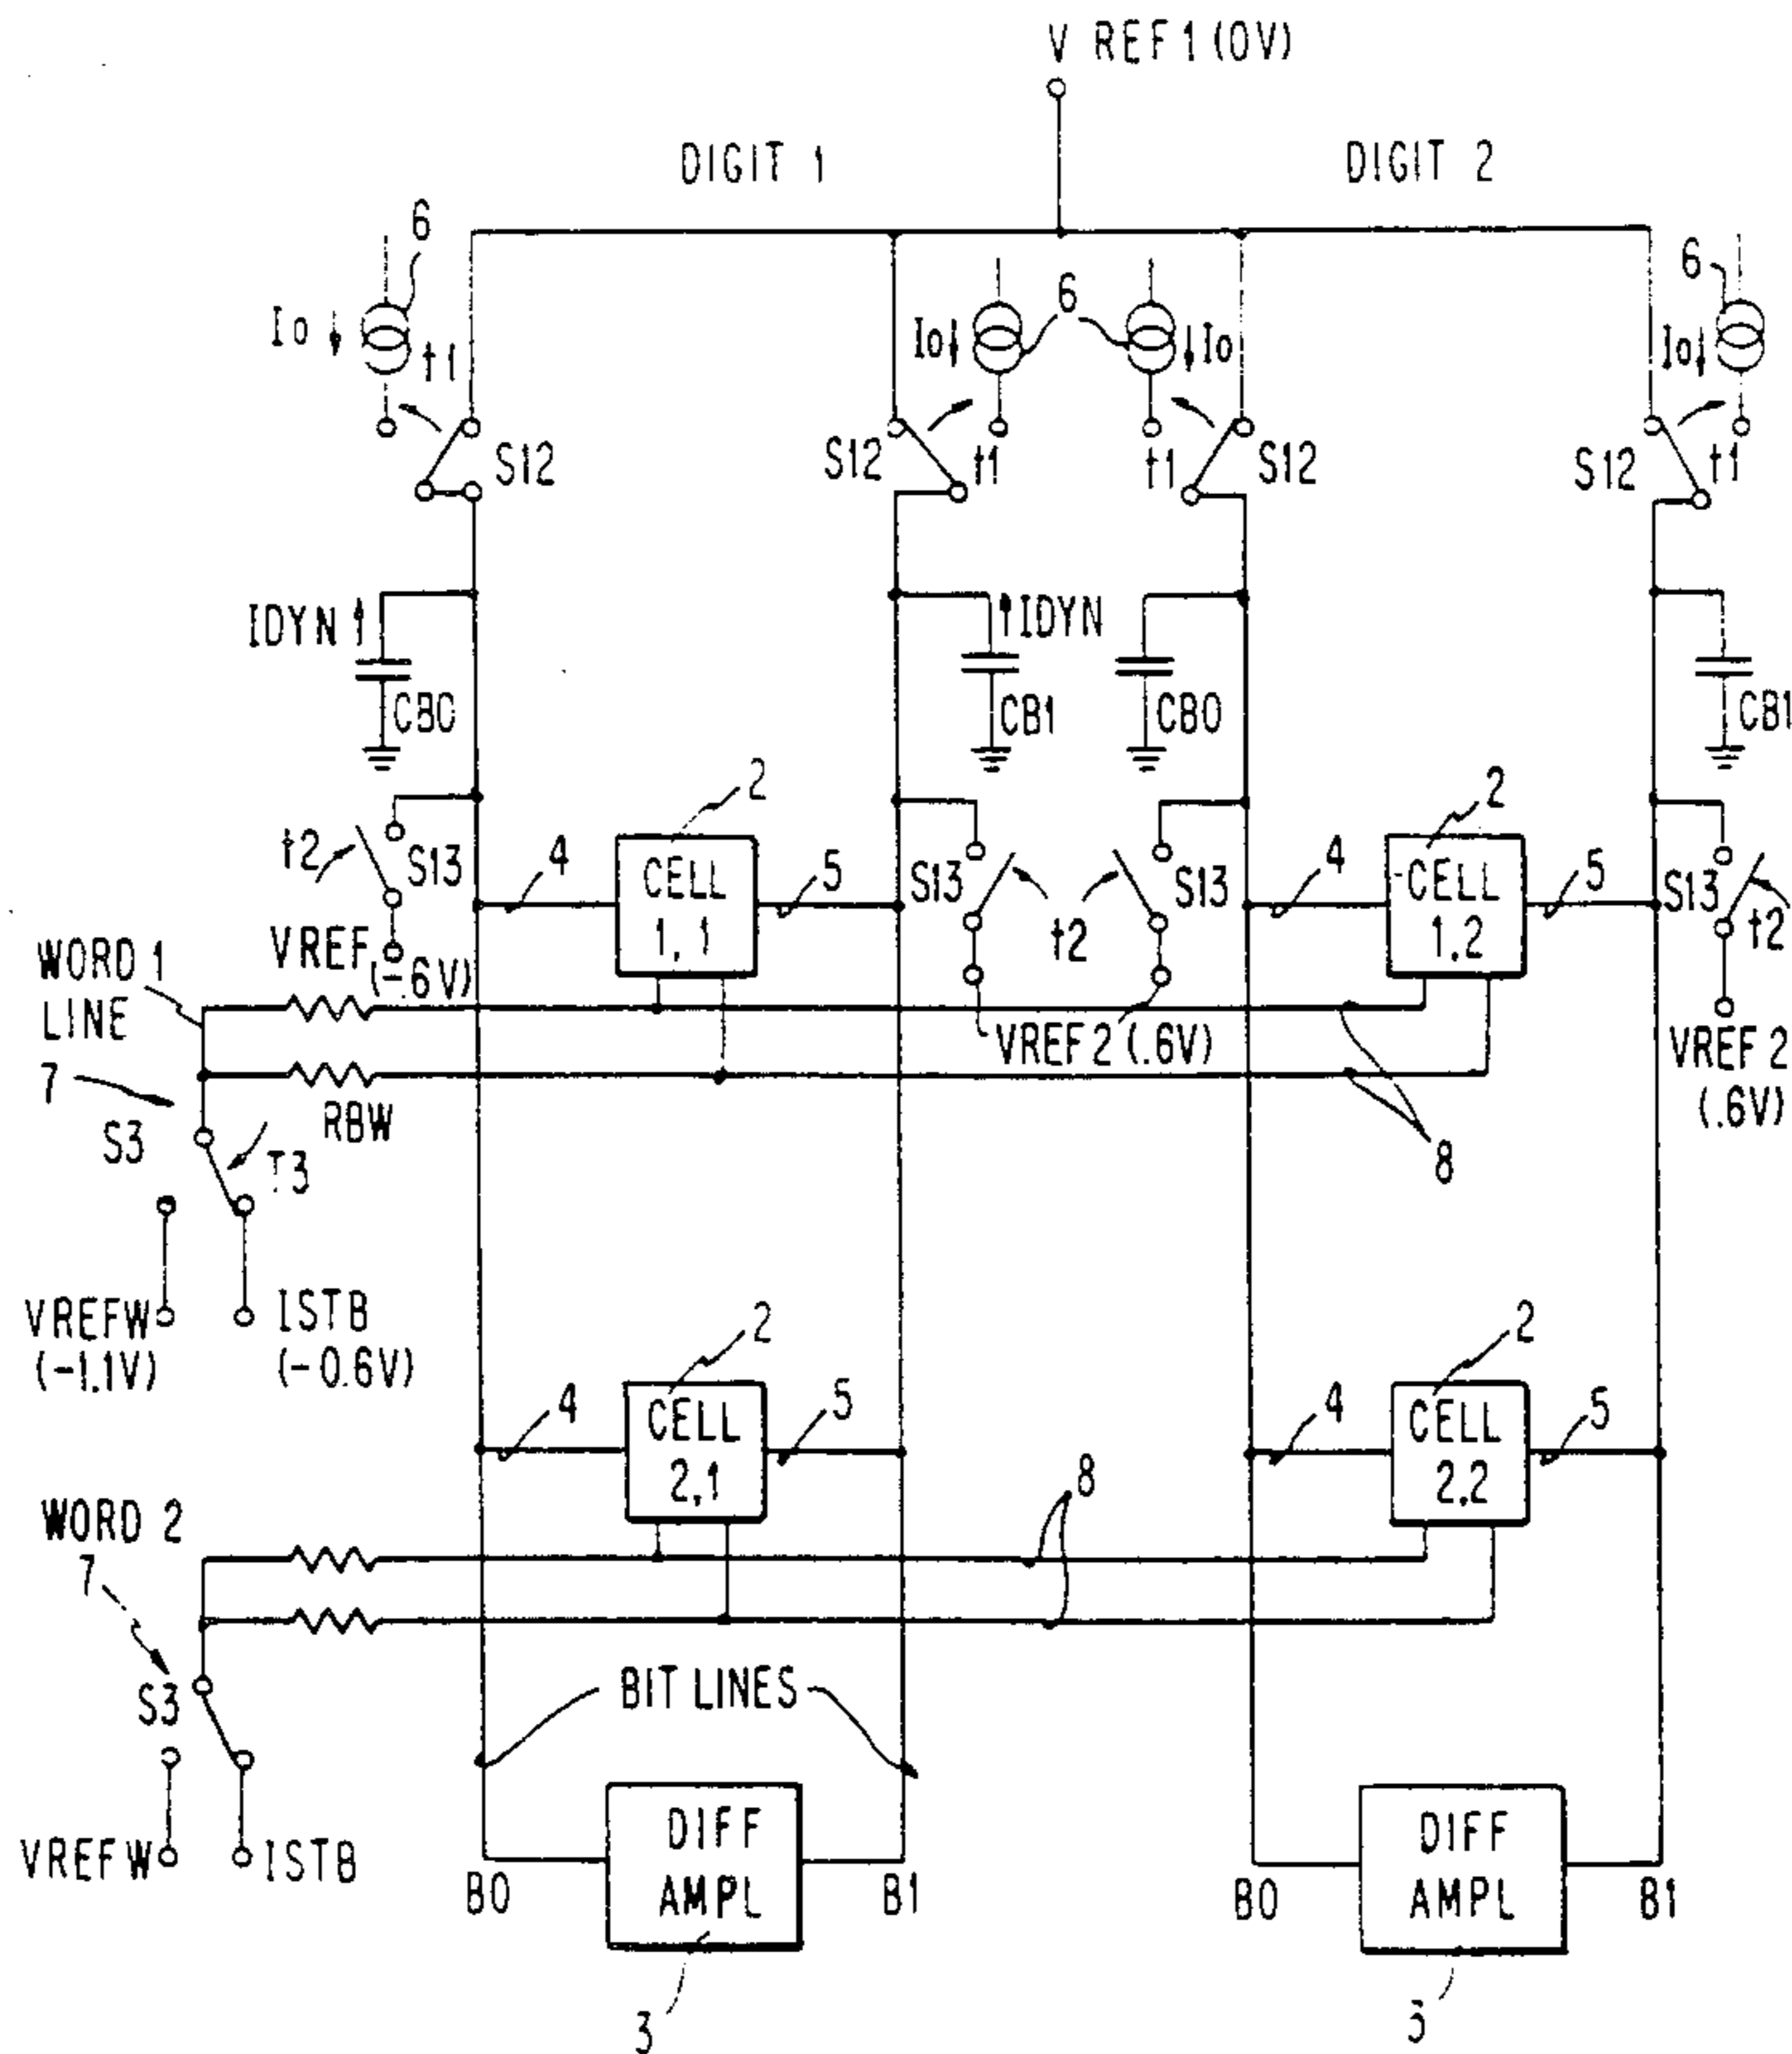 V REF 1 (0V)
DIGIT 1
DIGIT 2
6
6
6
Io
t1
Io
Io
Io
S12
S12
t1
t1
S12
S12
t1
IDYN
IDYN
CB0
CB1
CB0
CB1
t2
S13
4
2
CELL
1,1
5
S13
t2
S13
4
2
CELL
1,2
5
S13
t2
VREF
(-.6V)
WORD 1
LINE
VREF 2 (.6V)
VREF 2
(.6V)
7
RBW
8
S3
T3
VREFW
(-1.1V)
ISTB
(-0.6V)
4
2
CELL
2,1
5
4
2
CELL
2,2
5
8
WORD 2
7
S3
BIT LINES
VREFW
ISTB
B0
DIFF
AMPL
B1
B0
DIFF
AMPL
B1
3